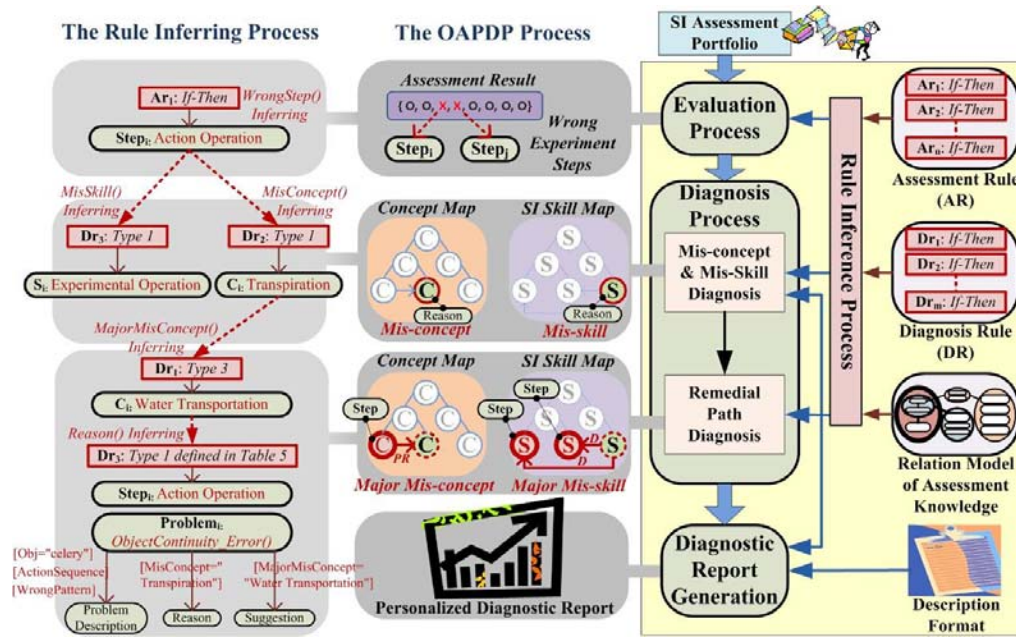 The Rule Inferring Process
Ar1: If-Then
WrongStep()
Inferring
Stepi: Action Operation
MisSkill()
Inferring
MisConcept()
Inferring
Dr3: Type 1
Dr2: Type 1
Si: Experimental Operation
Ci: Transpiration
MajorMisConcept()
Inferring
Dr1: Type 3
Ci: Water Transportation
Reason() Inferring
Dr3: Type 1 defined in Table 5
Stepi: Action Operation
Problemi:
ObjectContinuity_Error()
[Obj="celery"]
[ActionSequence]
[WrongPattern]
[MisConcept="
Transpiration"]
[MajorMisConcept=
"Water Transportation"]
Problem
Description
Reason
Suggestion
The OAPDP Process
Assessment Result
{ O, O, X, X, O, O, O, O}
Stepi
Stepj
Wrong
Experiment
Steps
Concept Map
C
C
C
C
C
C
Reason
Mis-concept
SI Skill Map
S
S
S
S
S
S
Reason
Mis-skill
Concept Map
Step
C
C
C
C
C
C
PR
Major Mis-concept
SI Skill Map
Step
Step
S
S
S
S
S
S
D
D
Major Mis-skill
Personalized Diagnostic Report
SI Assessment
Portfolio
Evaluation
Process
Diagnosis
Process
Mis-concept
& Mis-Skill
Diagnosis
Remedial
Path
Diagnosis
Diagnostic
Report
Generation
Rule Inference Process
Ar1: If-Then
Ar2: If-Then
Arn: If-Then
Assessment Rule
(AR)
Dr1: If-Then
Dr2: If-Then
Drm: If-Then
Diagnosis Rule
(DR)
Relation Model
of Assessment
Knowledge
Description
Format